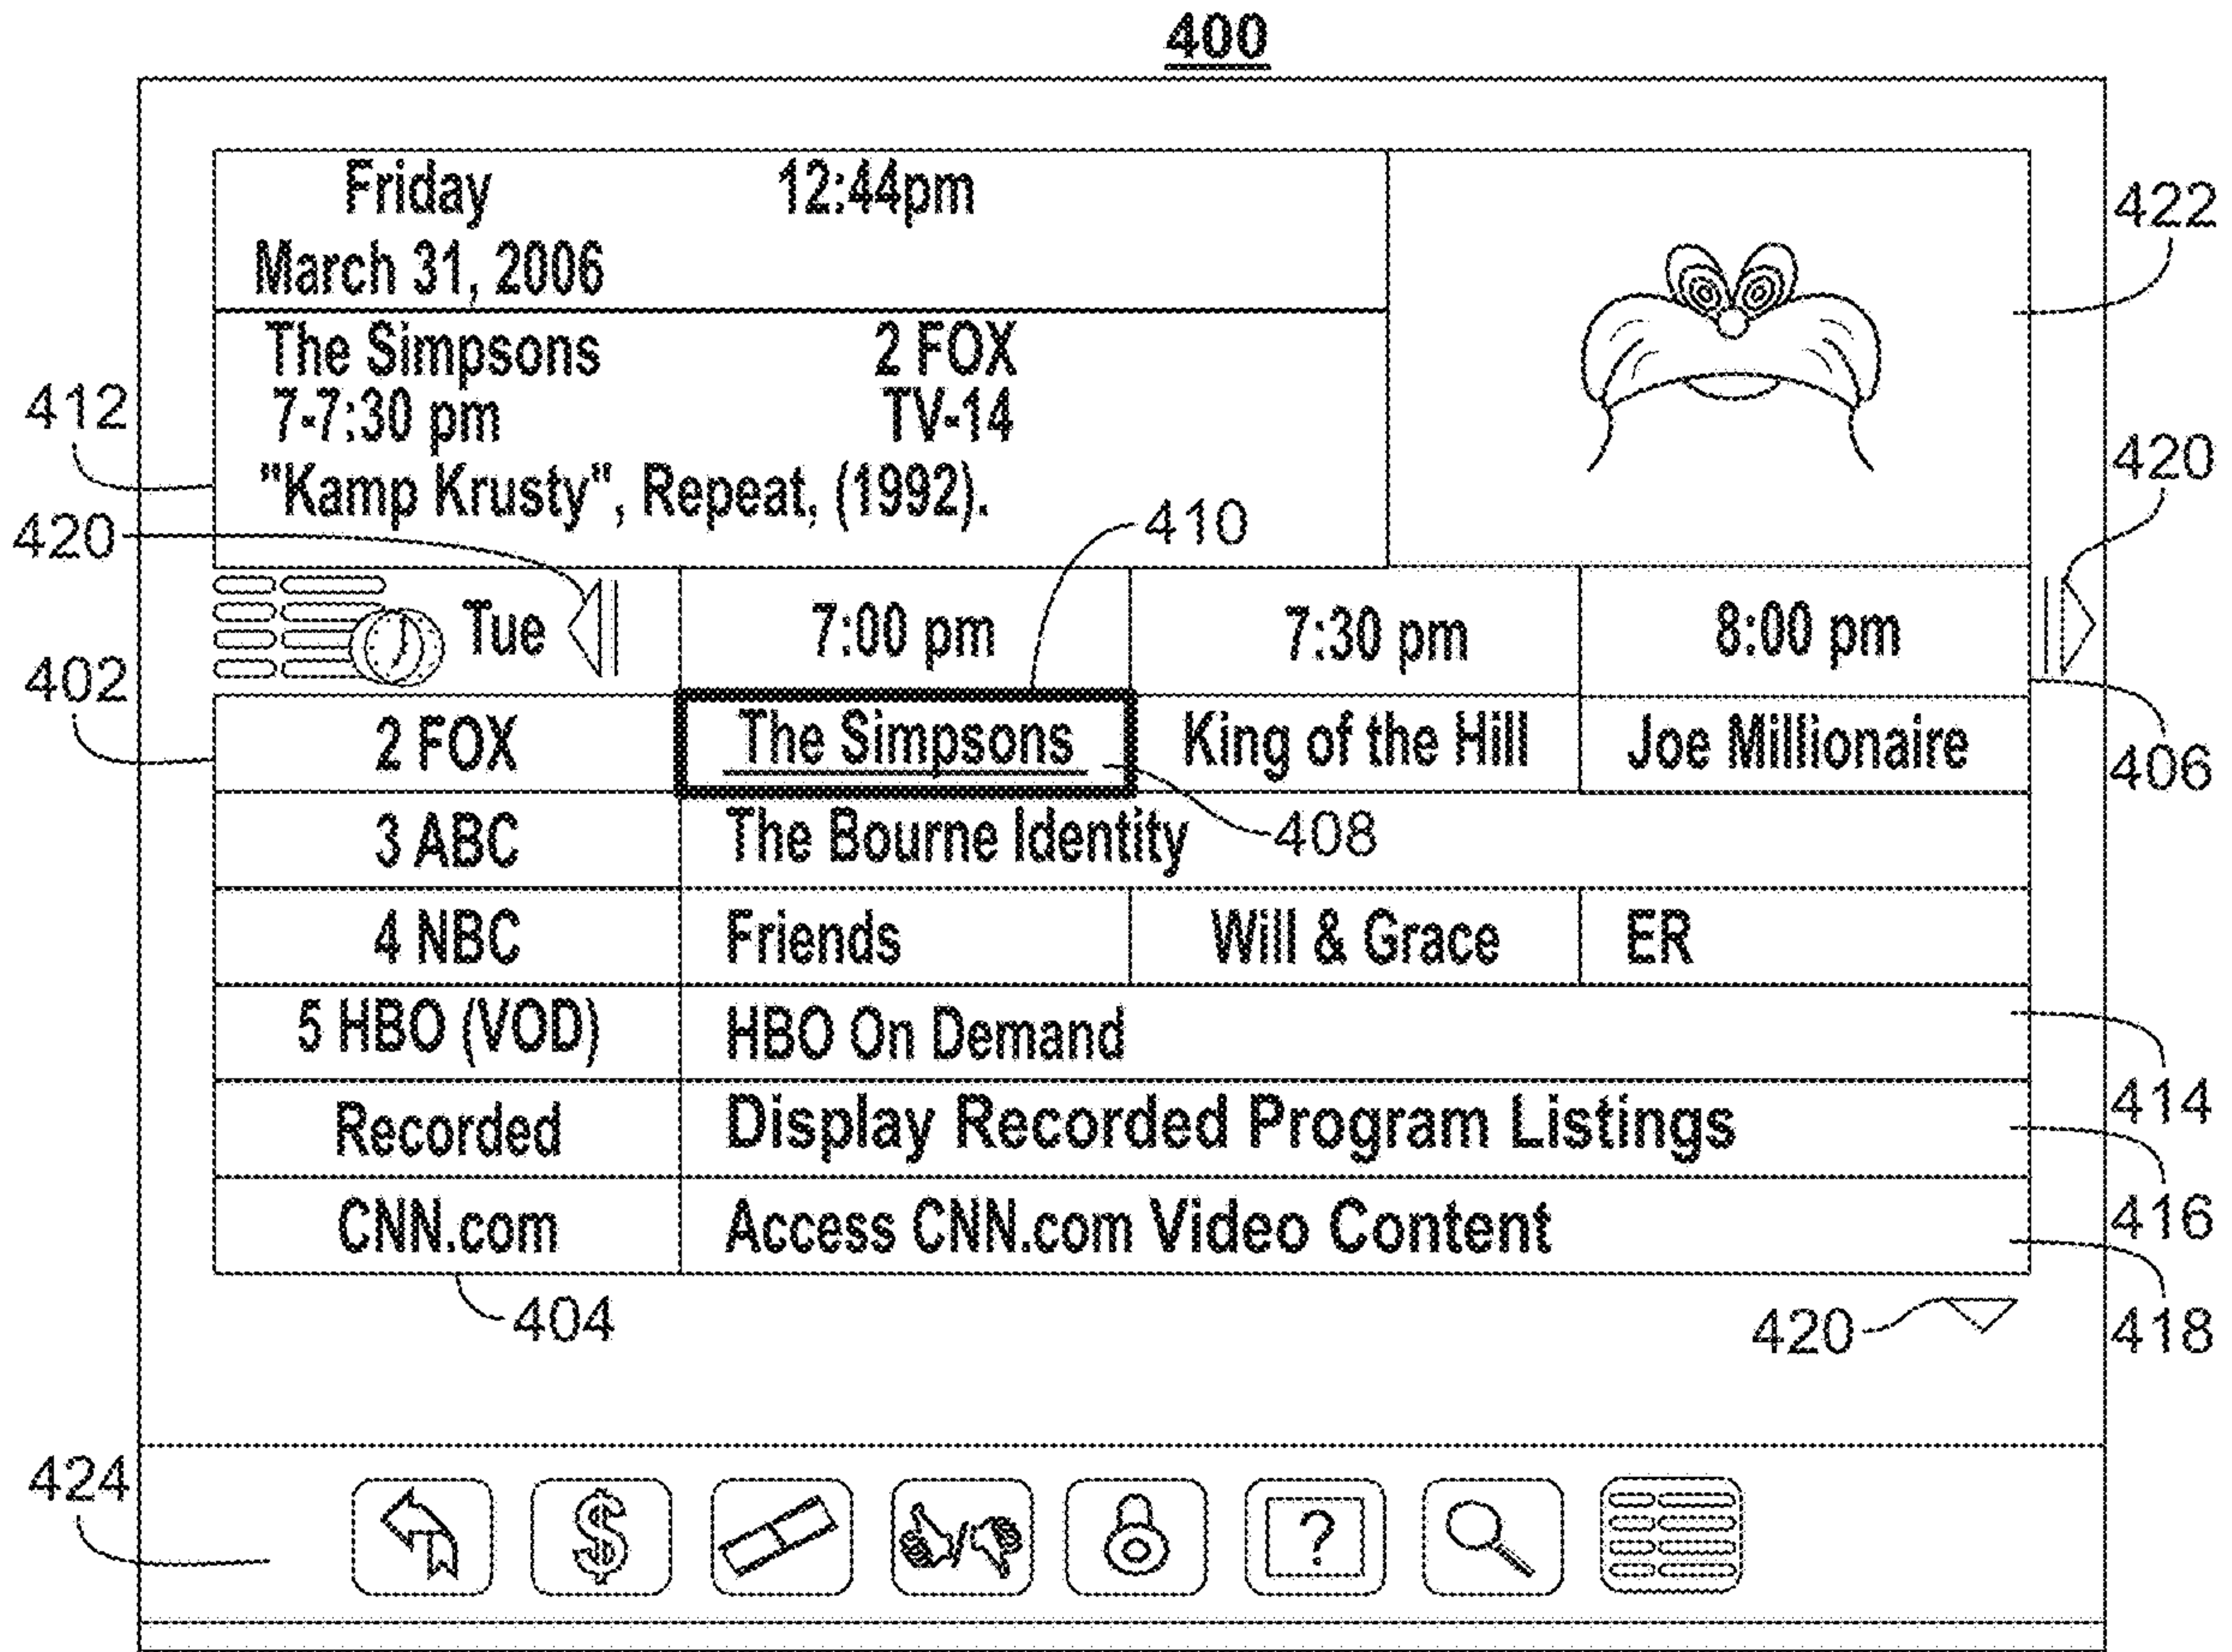 400
Friday 12:44pm
March 31, 2006
422
The Simpsons 2 FOX
412 7-7:30 pm TV-14
420
"Kamp Krusty", Repeat, (1992).
410
420
Tue 7:00 pm 7:30 pm 8:00 pm
402
2 FOX The Simpsons King of the Hill Joe Millionaire
406
3 ABC The Bourne Identity 408
4 NBC Friends Will & Grace ER
5 HBO (VOD) HBO On Demand
414
Recorded Display Recorded Program Listings
416
CNN.com Access CNN.com Video Content
404 420 418
424
$ / ?